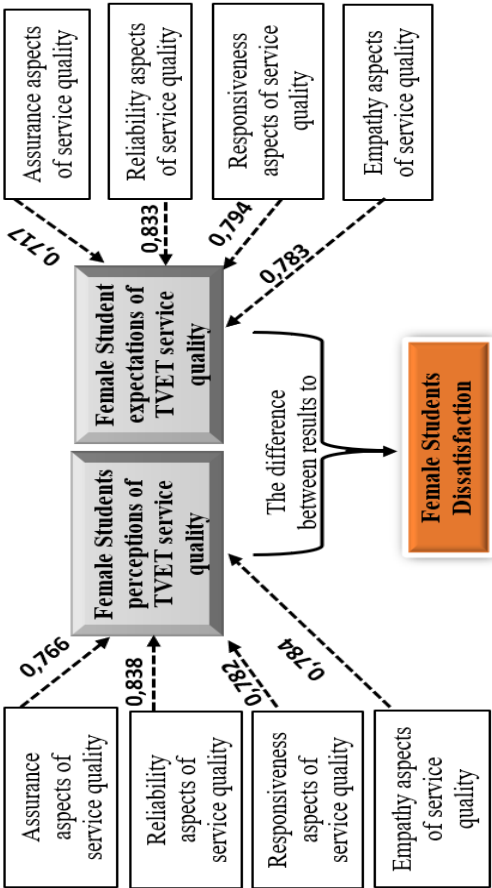 Assurance
aspects of
service quality
Reliability
aspects of
service quality
Responsiveness
aspects of
service quality
Empathy aspects
of service
quality
0,766
0,838
0,782
0,784
Female Students
perceptions of
TVET service
quality
Female Student
expectations of
TVET service
quality
The difference
between results to
Female Students
Dissatisfaction
0,717
0,833
0,794
0,783
Assurance aspects
of service quality
Reliability aspects
of service quality
Responsiveness
aspects of service
quality
Empathy aspects
of service quality